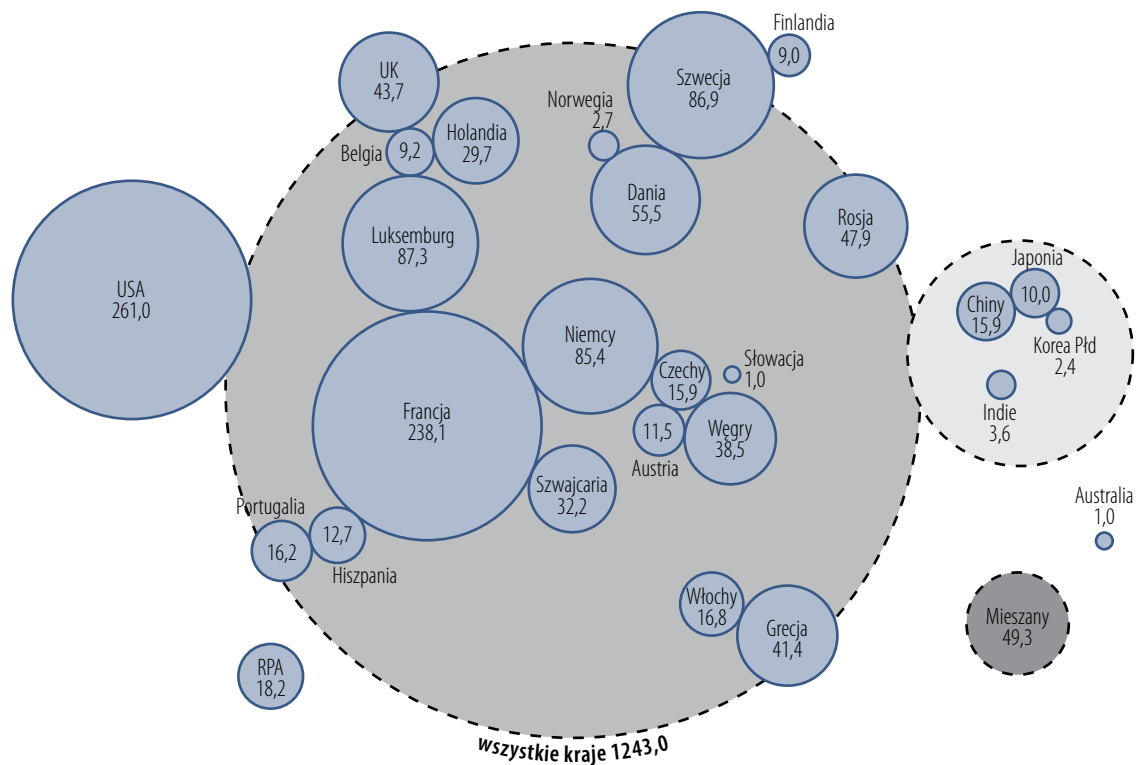 Finlandia
9,0
UK
43,7
Szwecja
86,9
Norwegia
2,7
Holandia
29,7
Belgia
9,2
Dania
55,5
Rosja
47,9
Luksemburg
87,3
USA
261,0
Japonia
10,0
Chiny
15,9
Korea Płd
2,4
Indie
3,6
Niemcy
85,4
Słowacja
1,0
Czechy
15,9
Francja
238,1
11,5
Austria
Węgry
38,5
Szwajcaria
32,2
Portugalia
16,2
12,7
Hiszpania
Australia
1,0
Włochy
16,8
Grecja
41,4
Mieszany
49,3
RPA
18,2
wszystkie kraje 1243,0